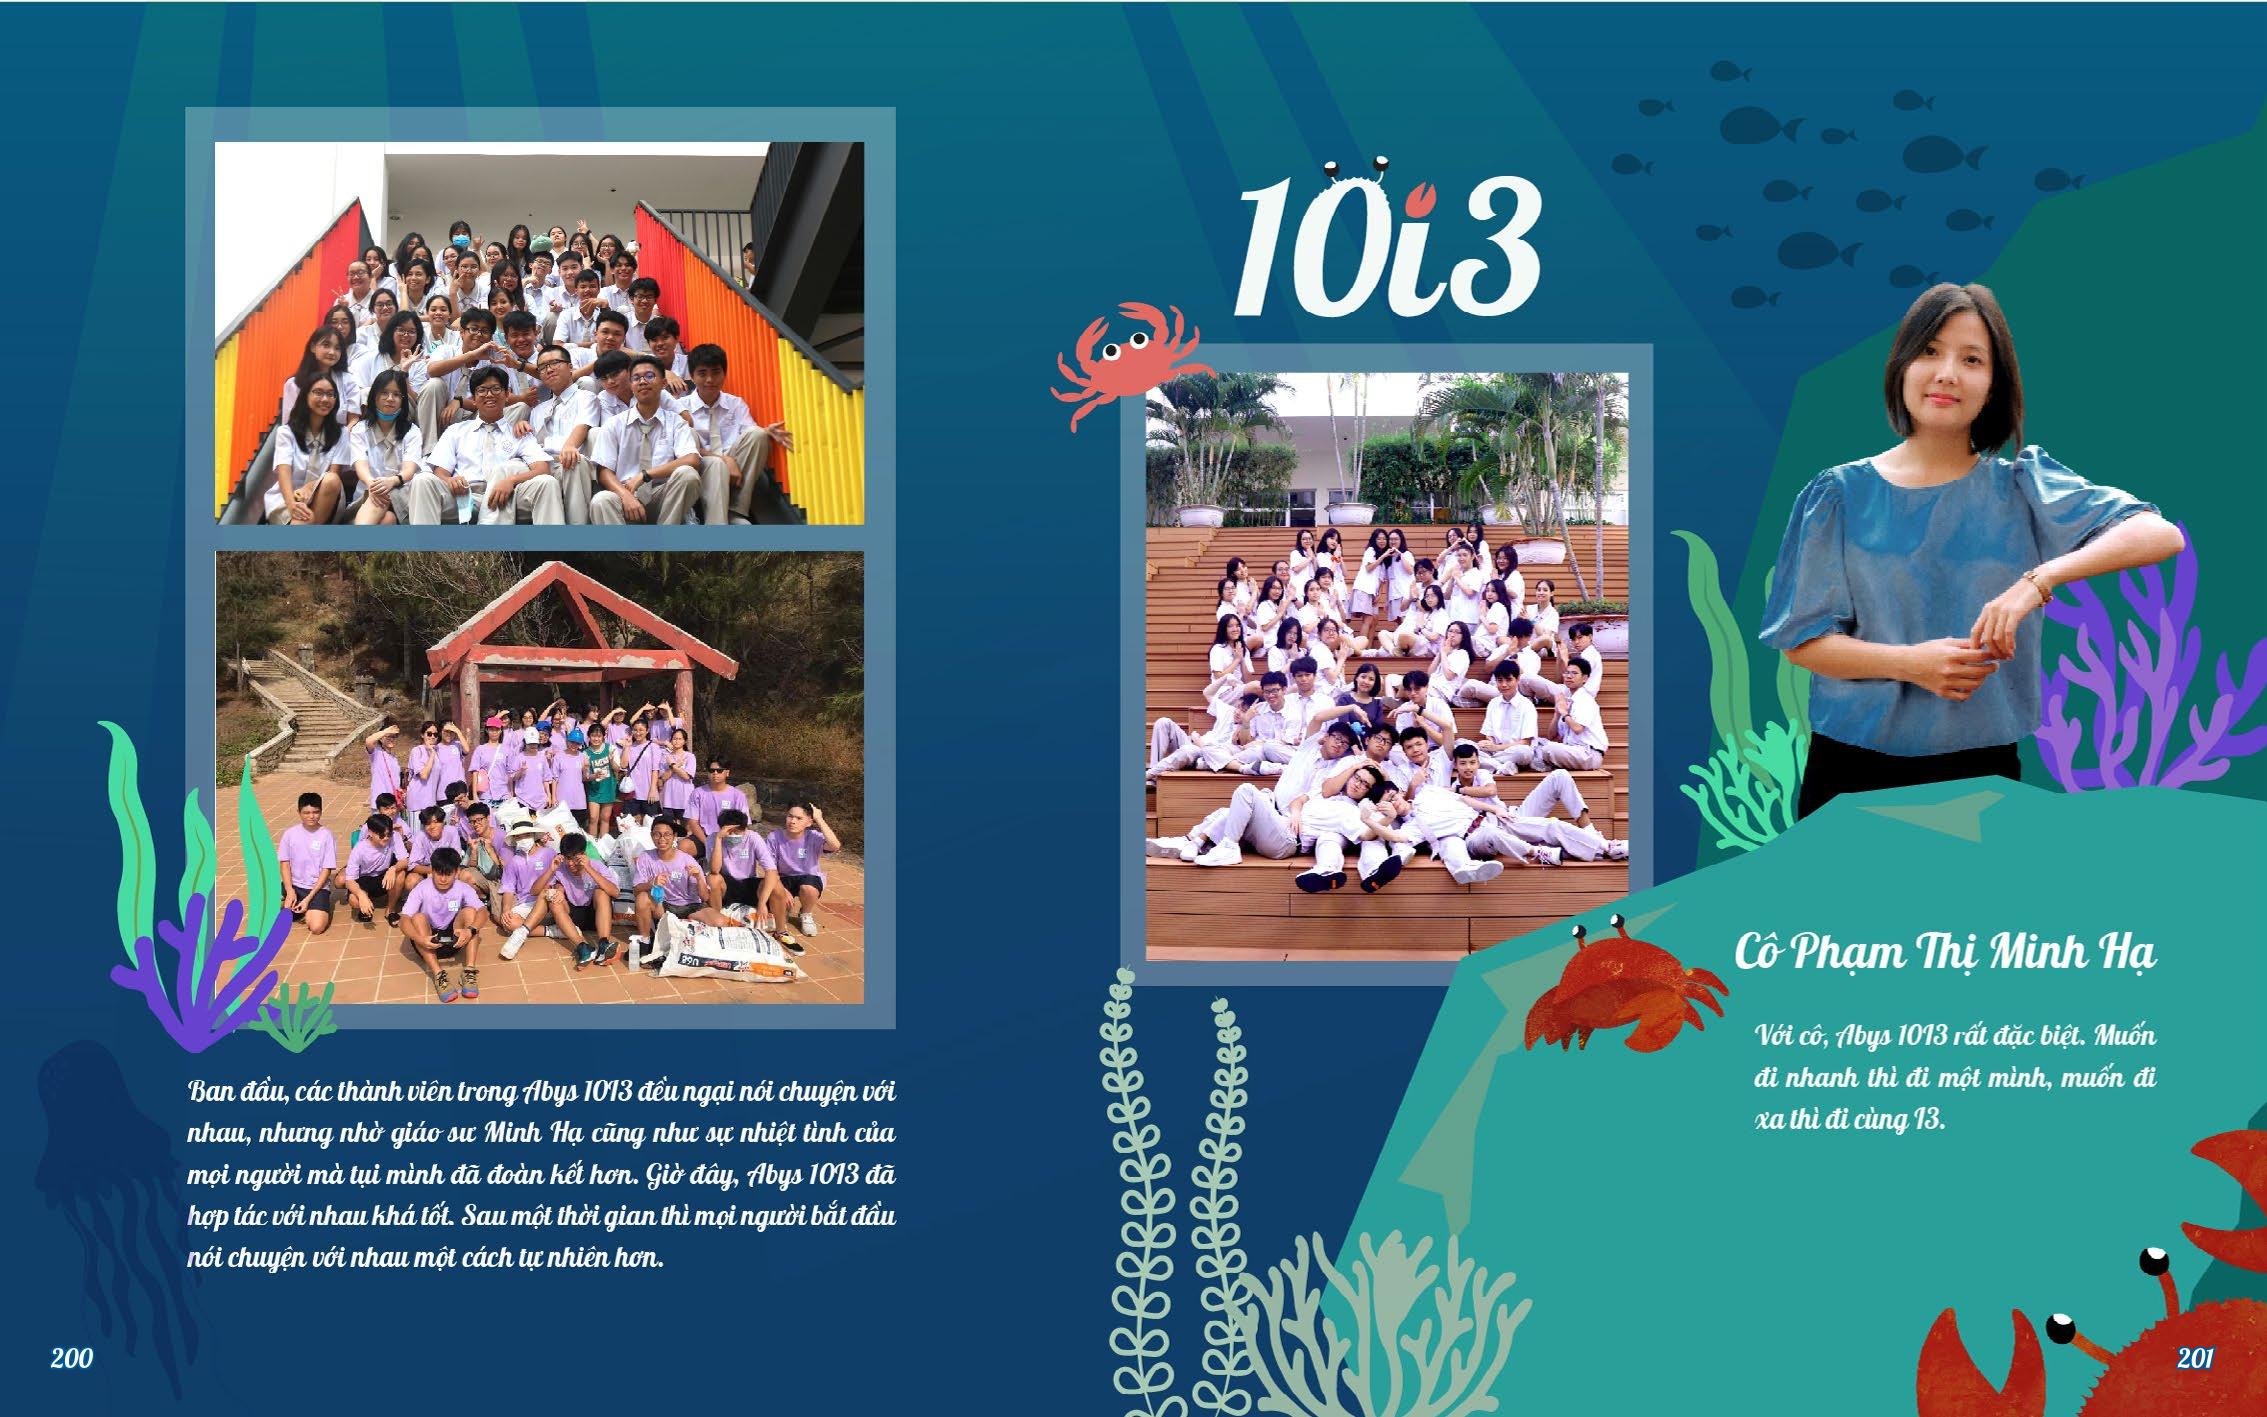 Ban đầu, các thành viên trong Abys 10I3 đều ngại nói chuyện với
nhau, nhưng nhờ giáo sư Minh Hạ cũng như sự nhiệt tình của
mọi người mà tụi mình đã đoàn kết hơn. Giờ đây, Abys 10I3 đã
hợp tác với nhau khá tốt. Sau một thời gian thì mọi người bắt đầu
nói chuyện với nhau một cách tự nhiên hơn.
200
10i3
Cô Phạm Thị Minh Hạ
Với cô, Abys 10I3 rất đặc biệt. Muốn
đi nhanh thì đi một mình, muốn đi
xa thì đi cùng I3.
201